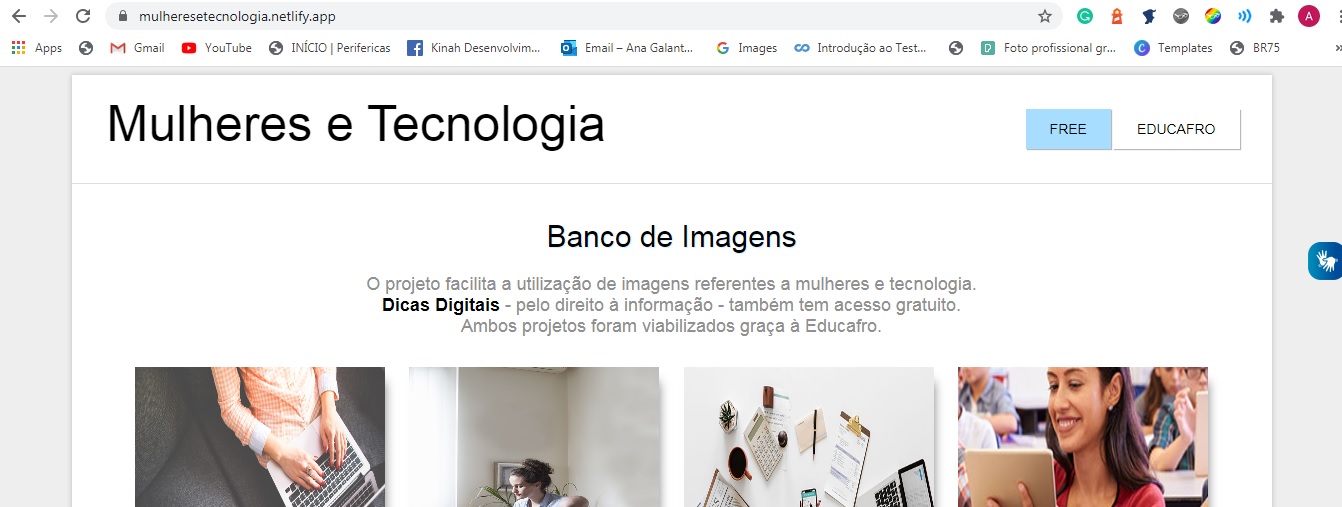 mulheresetecnologia.netlify.app
A
Apps Gmail YouTube INÍCIO | Perifericas Kinah Desenvolvim... Email – Ana Galant... Images Introdução ao Test... Foto profissional gr... Templates BR75 »
Mulheres e Tecnologia
FREE EDUCAFRO
Banco de Imagens
O projeto facilita a utilização de imagens referentes a mulheres e tecnologia.
Dicas Digitais - pelo direito à informação - também tem acesso gratuito.
Ambos projetos foram viabilizados graça à Educafro.